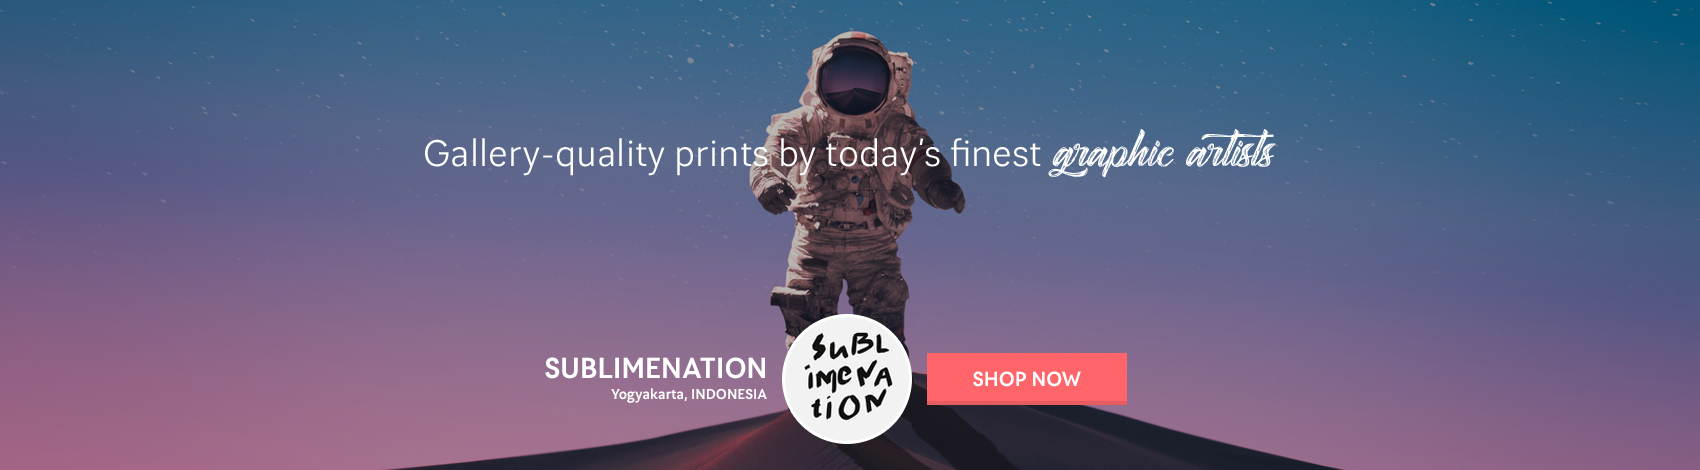 Gallery-quality prints by today's finest graphic artists
SUBLIMENATION
Yogyakarta, INDONESIA
SUBL
iMeNA
tiON
SHOP NOW